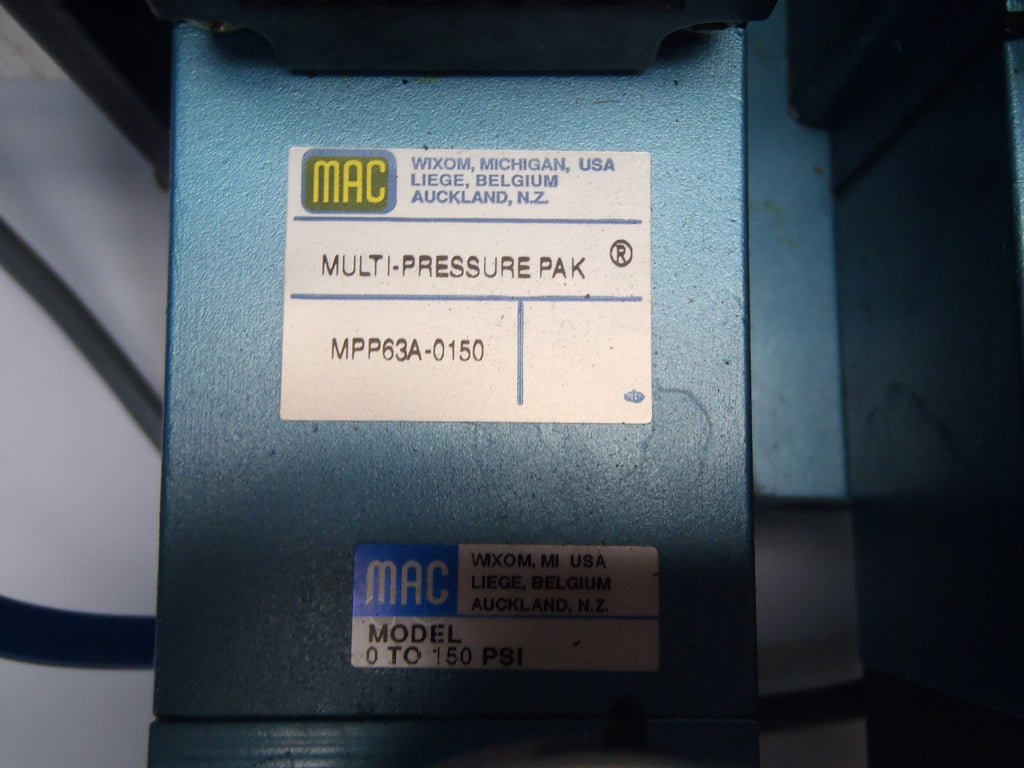 MAC
WIXOM, MICHIGAN, USA
LIEGE, BELGIUM
AUCKLAND, N.Z.
MULTI-PRESSURE PAK ®
MPP63A-0150
MAC
WIXOM, MI USA
LIEGE, BELGIUM
AUCKLAND, N.Z.
MODEL
0 TO 150 PSI